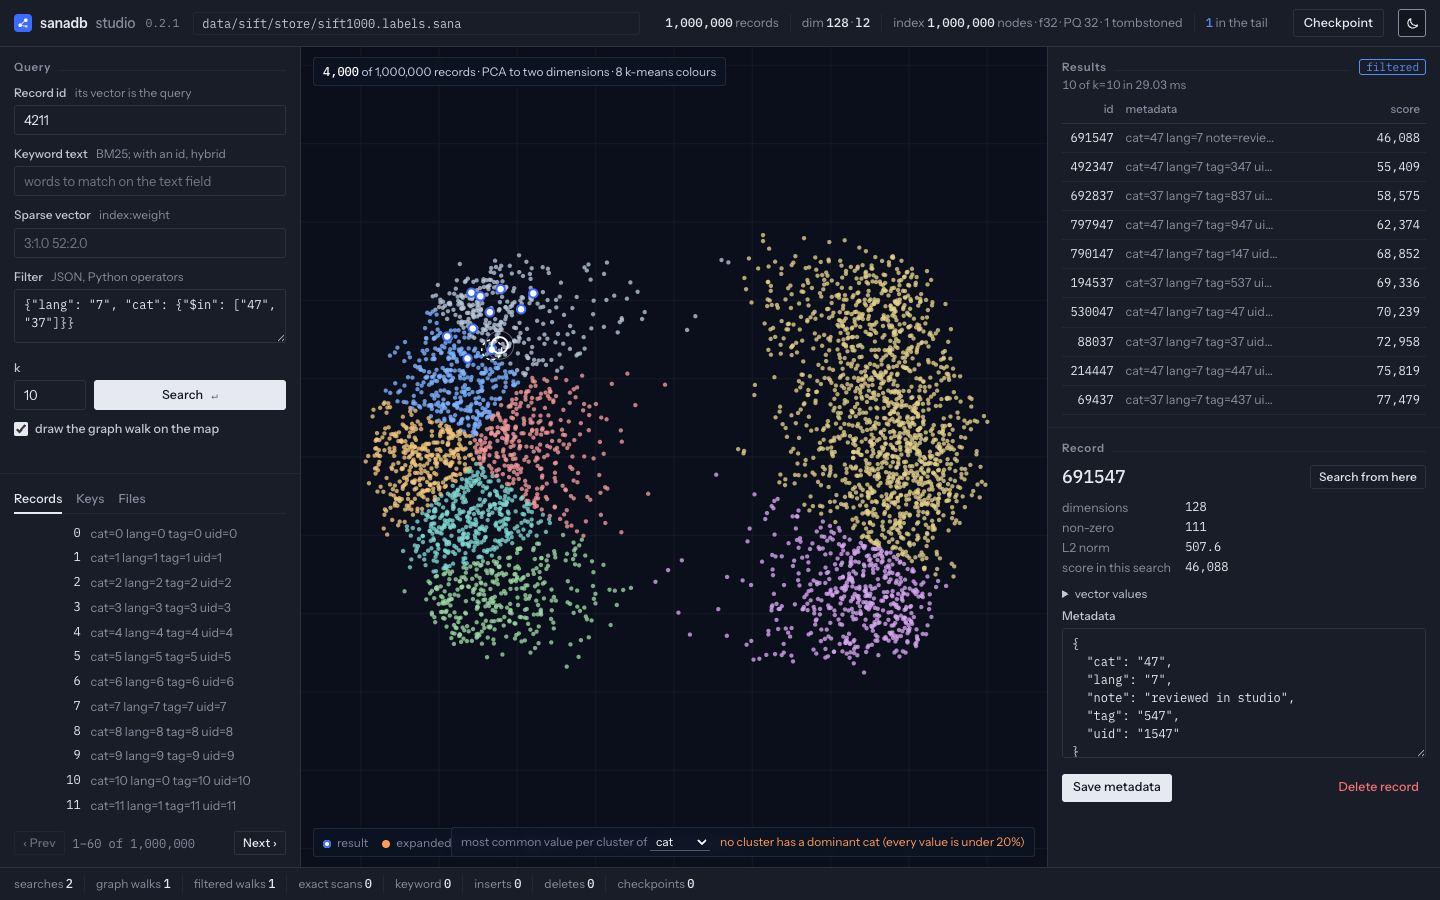 sanadb studio 0.2.1
data/sift/store/sift1000.labels.sana
1,000,000 records
dim 128 · l2
index 1,000,000 nodes · f32 · PQ 32 · 1 tombstoned
1 in the tail
Checkpoint
Query
Record id its vector is the query
4211
Keyword text BM25; with an id, hybrid
words to match on the text field
Sparse vector index:weight
3:1.0 52:2.0
Filter JSON, Python operators
{"lang": "7", "cat": {"$in": ["47",
"37"]}}
k
10
Search ↵
draw the graph walk on the map
Records Keys Files
0 cat=0 lang=0 tag=0 uid=0
1 cat=1 lang=1 tag=1 uid=1
2 cat=2 lang=2 tag=2 uid=2
3 cat=3 lang=3 tag=3 uid=3
4 cat=4 lang=4 tag=4 uid=4
5 cat=5 lang=5 tag=5 uid=5
6 cat=6 lang=6 tag=6 uid=6
7 cat=7 lang=7 tag=7 uid=7
8 cat=8 lang=8 tag=8 uid=8
9 cat=9 lang=9 tag=9 uid=9
10 cat=10 lang=0 tag=10 uid=10
11 cat=11 lang=1 tag=11 uid=11
‹ Prev 1–60 of 1,000,000 Next ›
4,000 of 1,000,000 records · PCA to two dimensions · 8 k-means colours
result expanded
most common value per cluster of cat
no cluster has a dominant cat (every value is under 20%)
Results filtered
10 of k=10 in 29.03 ms
id metadata score
691547 cat=47 lang=7 note=revie… 46,088
492347 cat=47 lang=7 tag=347 ui… 55,409
692837 cat=37 lang=7 tag=837 ui… 58,575
797947 cat=47 lang=7 tag=947 ui… 62,374
790147 cat=47 lang=7 tag=147 uid… 68,852
194537 cat=37 lang=7 tag=537 ui… 69,336
530047 cat=47 lang=7 tag=47 uid… 70,239
88037 cat=37 lang=7 tag=37 uid… 72,958
214447 cat=47 lang=7 tag=447 ui… 75,819
69437 cat=37 lang=7 tag=437 ui… 77,479
Record
691547
Search from here
dimensions 128
non-zero 111
L2 norm 507.6
score in this search 46,088
vector values
Metadata
{
"cat": "47",
"lang": "7",
"note": "reviewed in studio",
"tag": "547",
"uid": "1547"
}
Save metadata
Delete record
searches 2
graph walks 1
filtered walks 1
exact scans 0
keyword 0
inserts 0
deletes 0
checkpoints 0